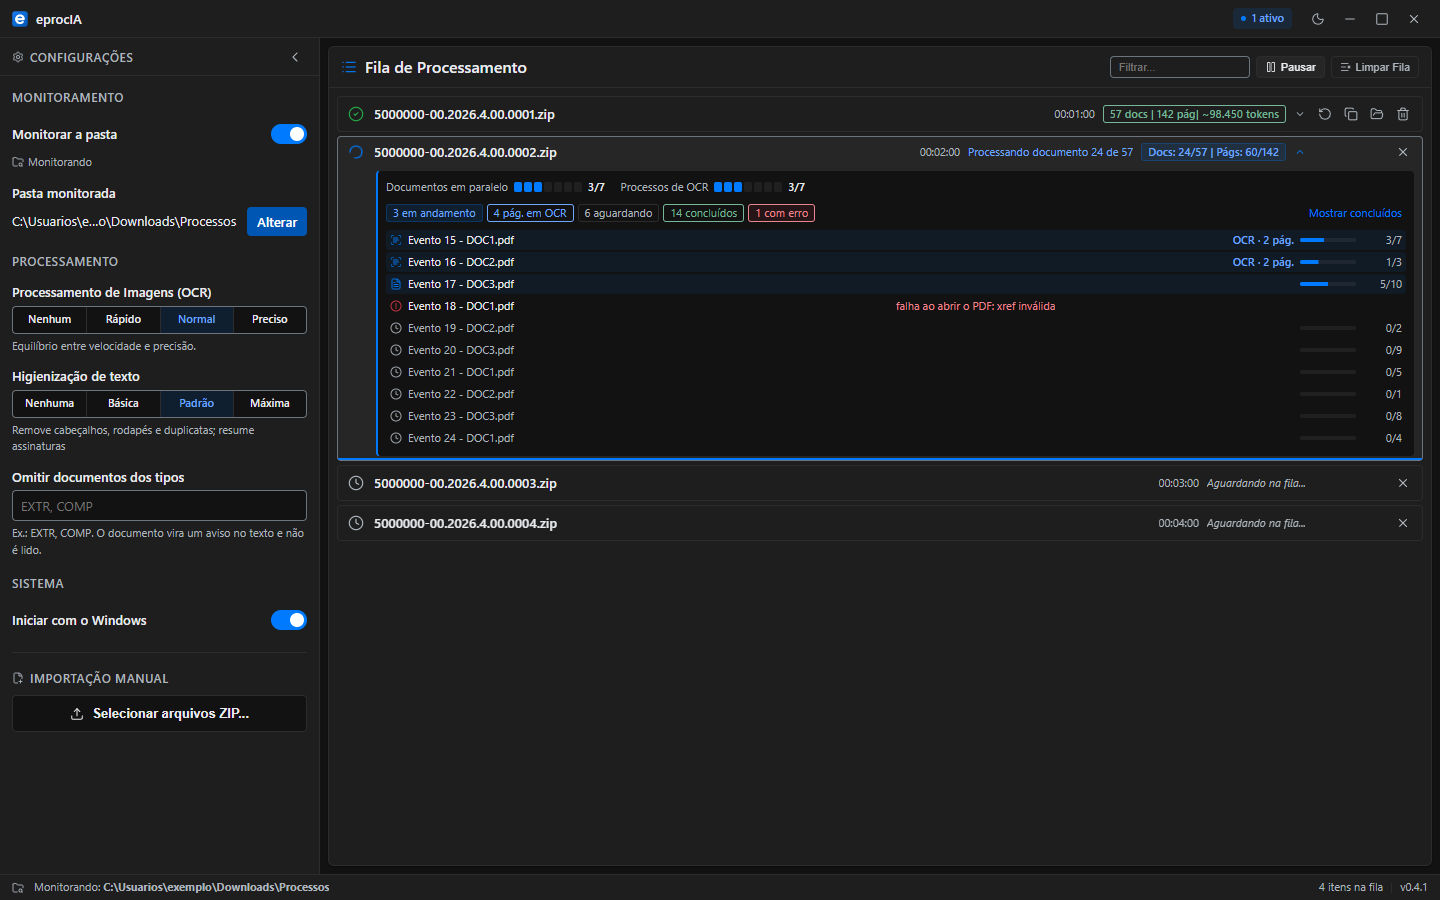 eprocIA
1 ativo
CONFIGURAÇÕES
MONITORAMENTO
Monitorar a pasta
Monitorando
Pasta monitorada
C:\Usuarios\e...o\Downloads\Processos
Alterar
PROCESSAMENTO
Processamento de Imagens (OCR)
Nenhum Rápido Normal Preciso
Equilíbrio entre velocidade e precisão.
Higienização de texto
Nenhuma Básica Padrão Máxima
Remove cabeçalhos, rodapés e duplicatas; resume
assinaturas
Omitir documentos dos tipos
EXTR, COMP
Ex.: EXTR, COMP. O documento vira um aviso no texto e não
é lido.
SISTEMA
Iniciar com o Windows
IMPORTAÇÃO MANUAL
Selecionar arquivos ZIP...
Fila de Processamento
Filtrar...
Pausar
Limpar Fila
5000000-00.2026.4.00.0001.zip 00:01:00 57 docs | 142 pág| ~98.450 tokens
5000000-00.2026.4.00.0002.zip 00:02:00 Processando documento 24 de 57 Docs: 24/57 | Págs: 60/142
Documentos em paralelo 3/7 Processos de OCR 3/7
3 em andamento 4 pág. em OCR 6 aguardando 14 concluídos 1 com erro Mostrar concluídos
Evento 15 - DOC1.pdf OCR · 2 pág. 3/7
Evento 16 - DOC2.pdf OCR · 2 pág. 1/3
Evento 17 - DOC3.pdf 5/10
Evento 18 - DOC1.pdf falha ao abrir o PDF: xref inválida
Evento 19 - DOC2.pdf 0/2
Evento 20 - DOC3.pdf 0/9
Evento 21 - DOC1.pdf 0/5
Evento 22 - DOC2.pdf 0/1
Evento 23 - DOC3.pdf 0/8
Evento 24 - DOC1.pdf 0/4
5000000-00.2026.4.00.0003.zip 00:03:00 Aguardando na fila...
5000000-00.2026.4.00.0004.zip 00:04:00 Aguardando na fila...
Monitorando: C:\Usuarios\exemplo\Downloads\Processos
4 itens na fila
v0.4.1